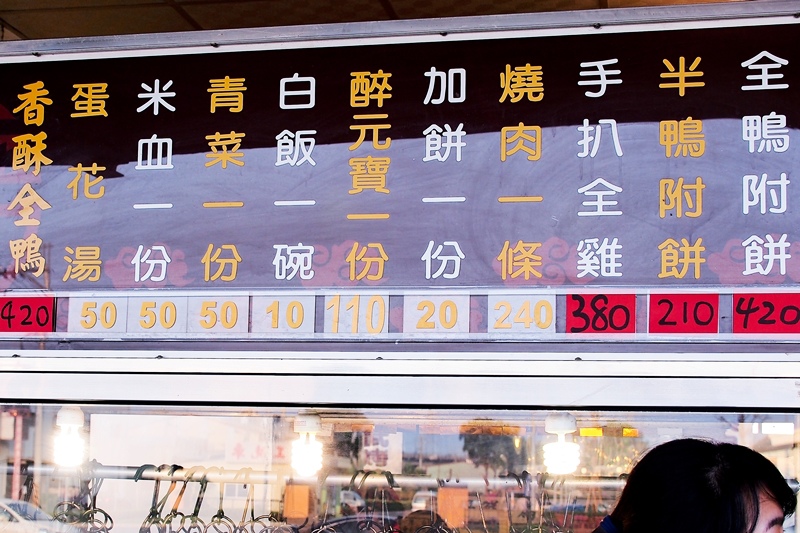 全鴨附餅
420
半鴨附餅
210
手扒全雞
380
燒肉一條
240
加餅一份
20
醉元寶一份
110
白飯一碗
10
青菜一份
50
米血一份
50
蛋花湯
50
香酥全鴨
420